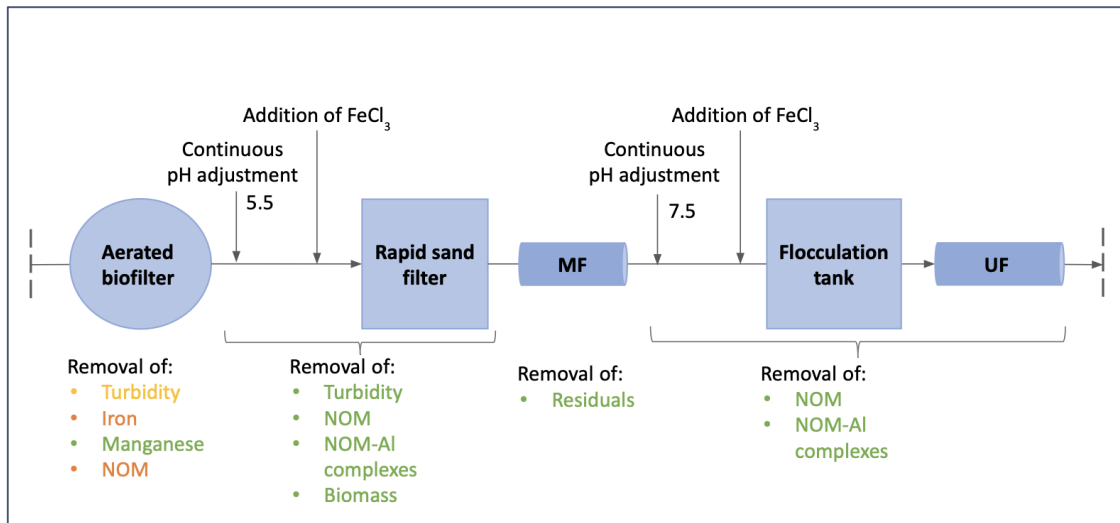 Addition of FeCl₃
Continuous
pH adjustment
5.5
Addition of FeCl₃
Continuous
pH adjustment
7.5
Aerated
biofilter
Rapid sand
filter
MF
Flocculation
tank
UF
Removal of:
• Turbidity
• Iron
• Manganese
• NOM
Removal of:
• Turbidity
• NOM
• NOM-Al
complexes
• Biomass
Removal of:
• Residuals
Removal of:
• NOM
• NOM-Al
complexes